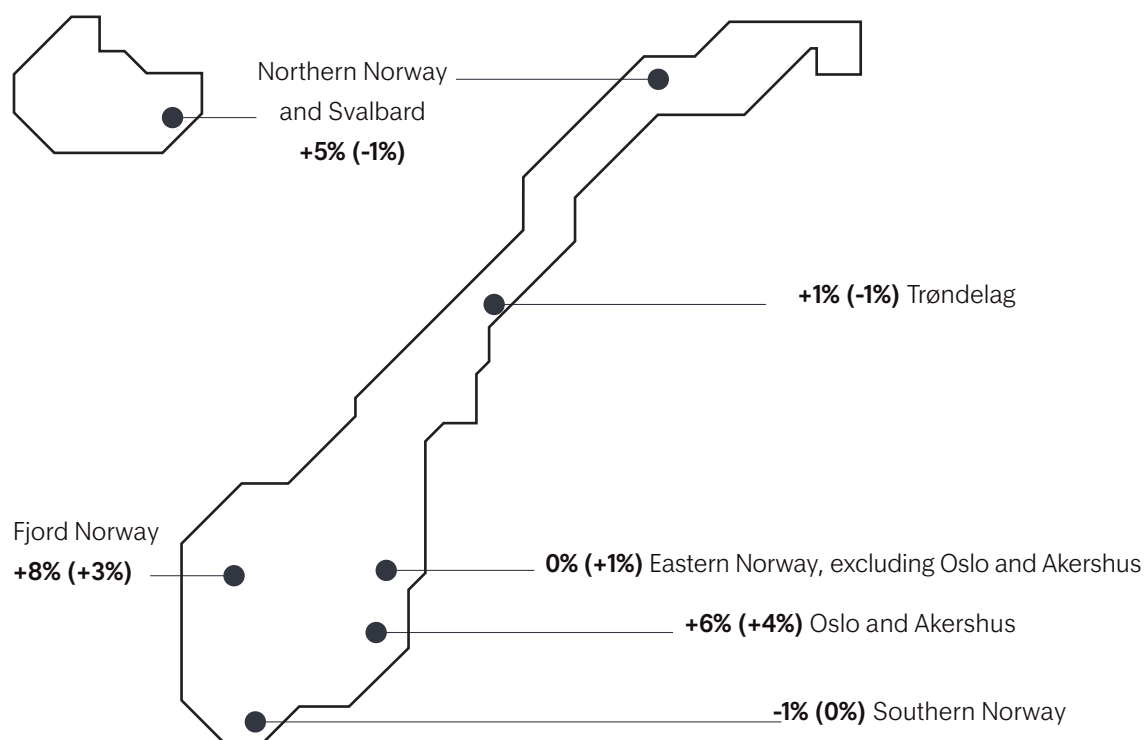 Northern Norway
and Svalbard
+5% (-1%)
+1% (-1%) Trøndelag
Fjord Norway
+8% (+3%)
0% (+1%) Eastern Norway, excluding Oslo and Akershus
+6% (+4%) Oslo and Akershus
-1% (0%) Southern Norway